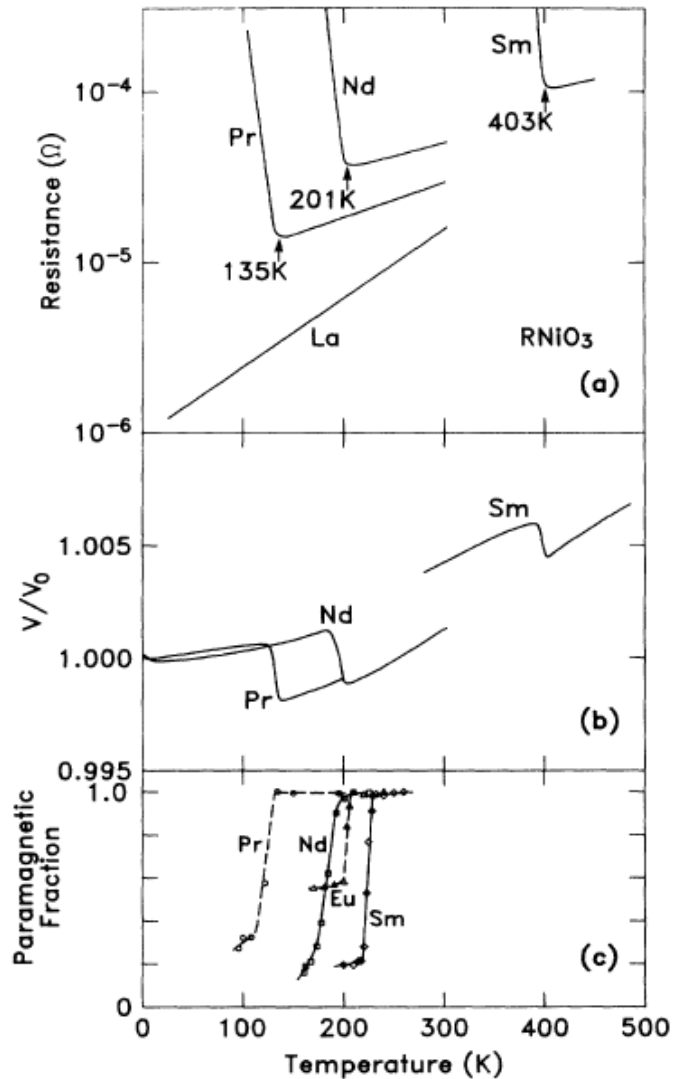 Resistance (Ω)
10⁻⁴
10⁻⁵
10⁻⁶
Pr
Nd
Sm
La
135K
201K
403K
RNiO₃
(a)
V/V₀
1.005
1.000
0.995
Pr
Nd
Sm
(b)
Paramagnetic
Fraction
1.0
0
Pr
Nd
Eu
Sm
(c)
0 100 200 300 400 500
Temperature (K)